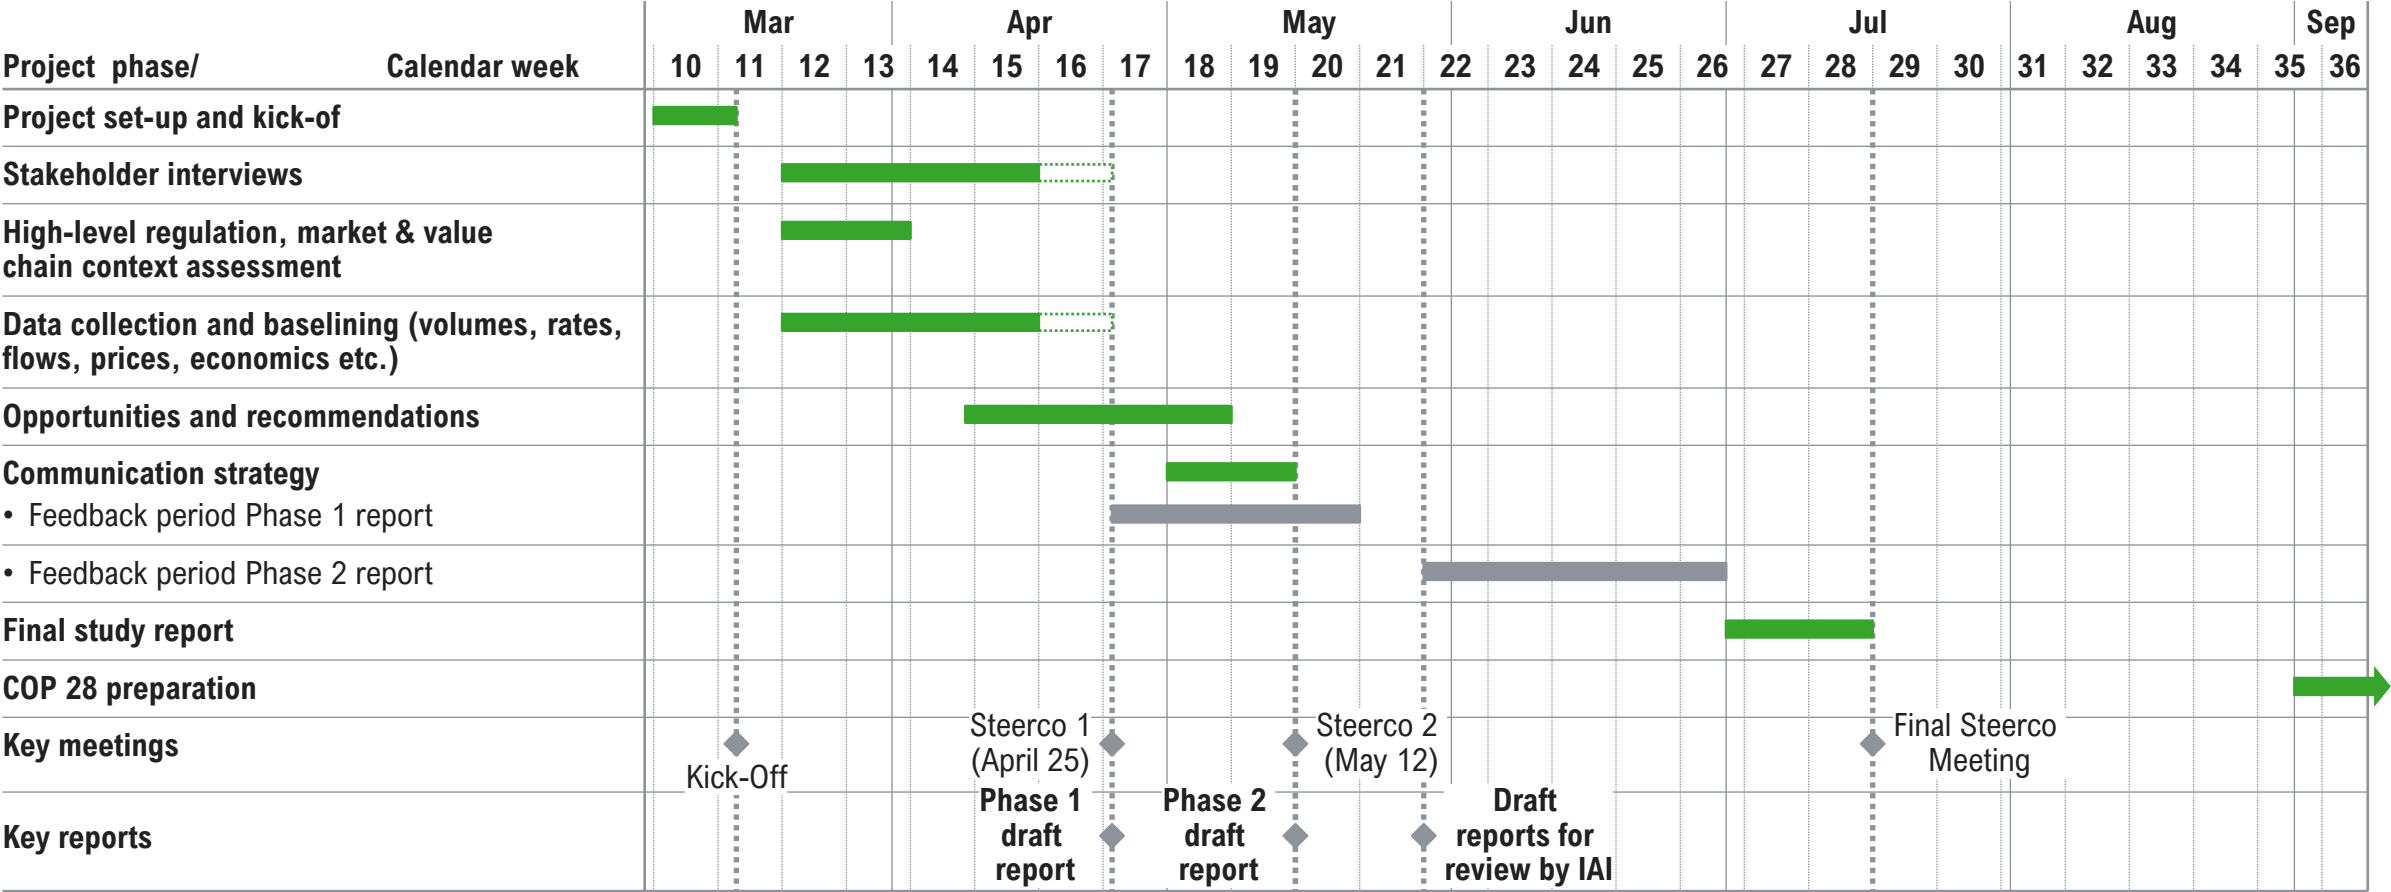 Mar Apr May Jun Jul Aug Sep
Project phase/ Calendar week 10 11 12 13 14 15 16 17 18 19 20 21 22 23 24 25 26 27 28 29 30 31 32 33 34 35 36
Project set-up and kick-of
Stakeholder interviews
High-level regulation, market & value
chain context assessment
Data collection and baselining (volumes, rates,
flows, prices, economics etc.)
Opportunities and recommendations
Communication strategy
• Feedback period Phase 1 report
• Feedback period Phase 2 report
Final study report
COP 28 preparation
Key meetings
Kick-Off
Steerco 1
(April 25)
Steerco 2
(May 12)
Final Steerco
Meeting
Key reports
Phase 1
draft
report
Phase 2
draft
report
Draft
reports for
review by IAI